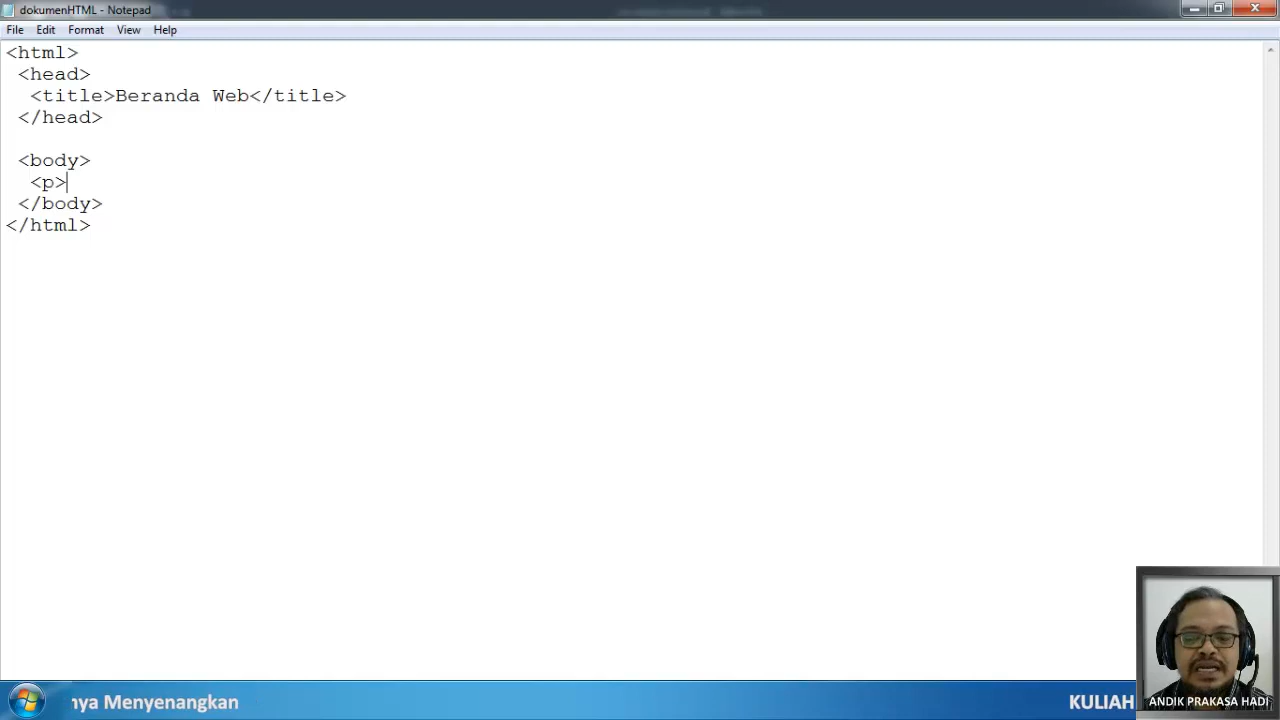 dokumenHTML - Notepad
File Edit Format View Help
<html>
<head>
<title>Beranda Web</title>
</head>
<body>
<p>
</body>
</html>
nya Menyenangkan
KULIAH
ANDIK PRAKASA HADI